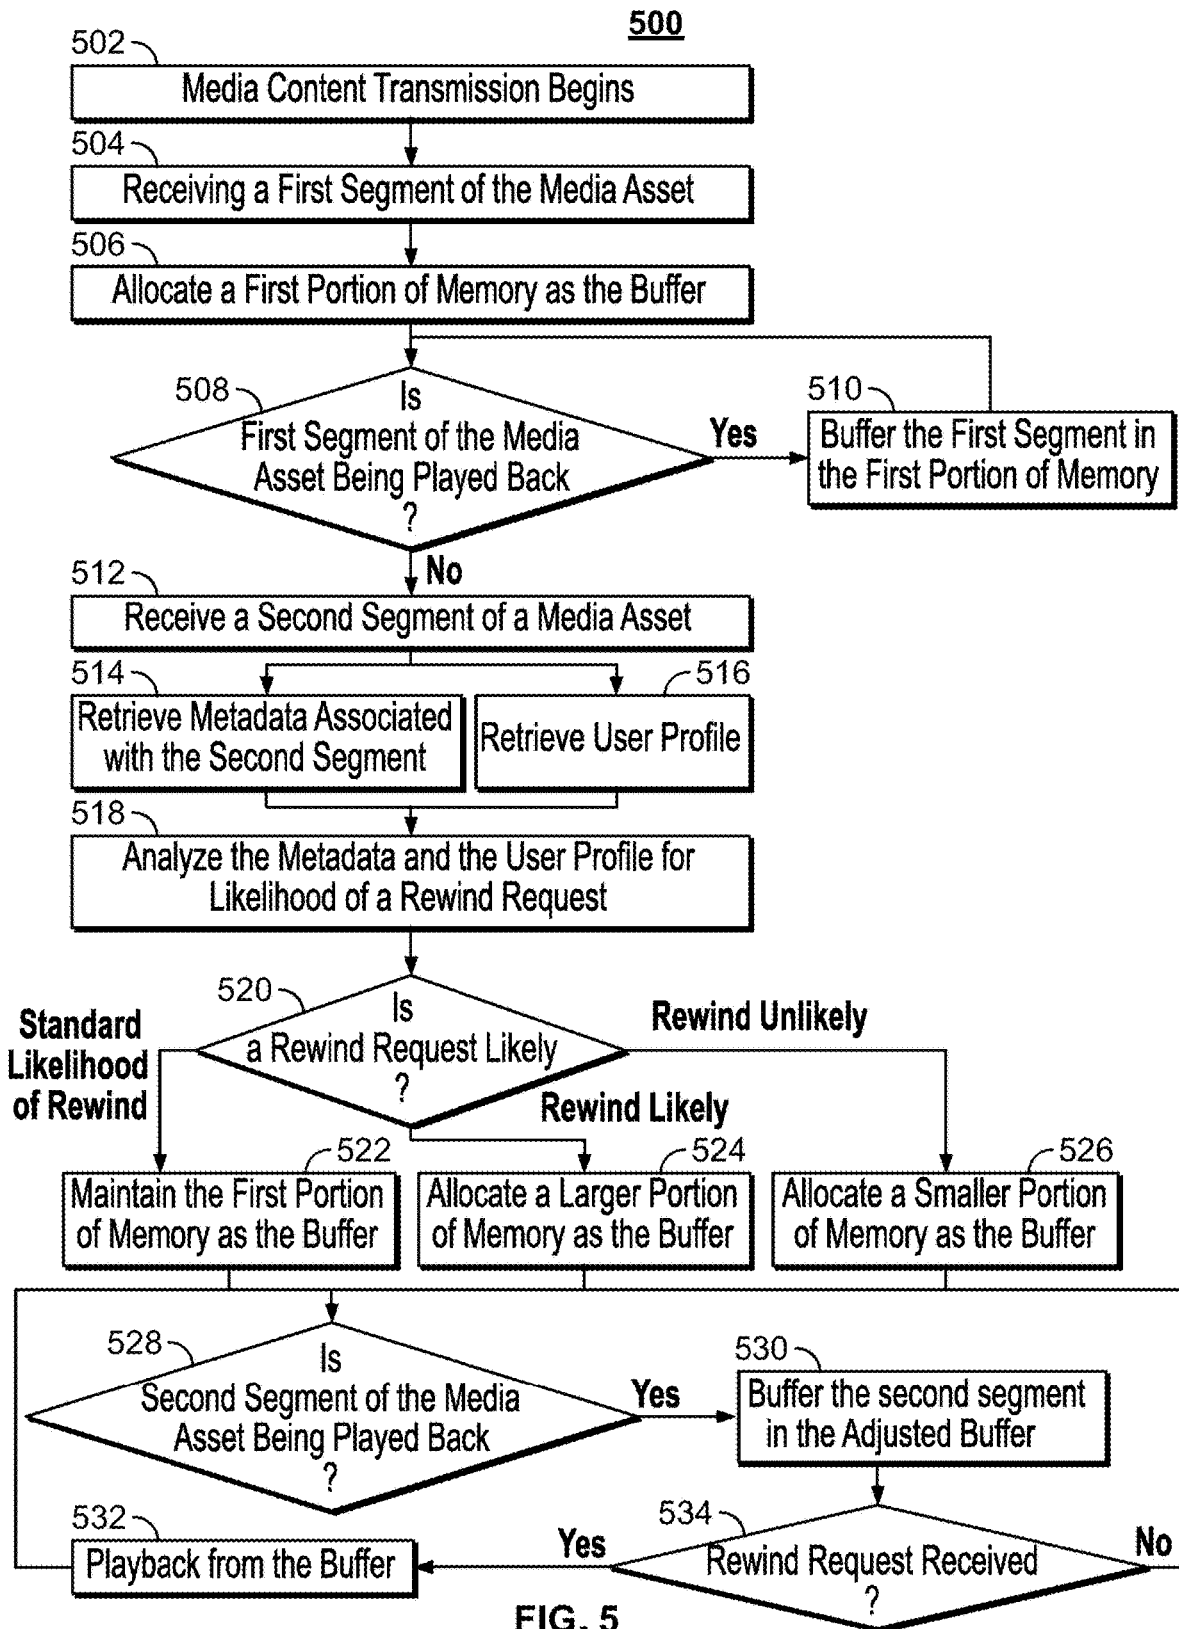 500
502
Media Content Transmission Begins
504
Receiving a First Segment of the Media Asset
506
Allocate a First Portion of Memory as the Buffer
508
Is
First Segment of the Media
Asset Being Played Back
?
Yes
510
Buffer the First Segment in
the First Portion of Memory
No
512
Receive a Second Segment of a Media Asset
514
Retrieve Metadata Associated
with the Second Segment
516
Retrieve User Profile
518
Analyze the Metadata and the User Profile for
Likelihood of a Rewind Request
520
Is
a Rewind Request Likely
?
Standard
Likelihood
of Rewind
Rewind Likely
Rewind Unlikely
522
Maintain the First Portion
of Memory as the Buffer
524
Allocate a Larger Portion
of Memory as the Buffer
526
Allocate a Smaller Portion
of Memory as the Buffer
528
Is
Second Segment of the Media
Asset Being Played Back
?
Yes
530
Buffer the second segment
in the Adjusted Buffer
532
Playback from the Buffer
Yes
534
Rewind Request Received
?
No
FIG. 5